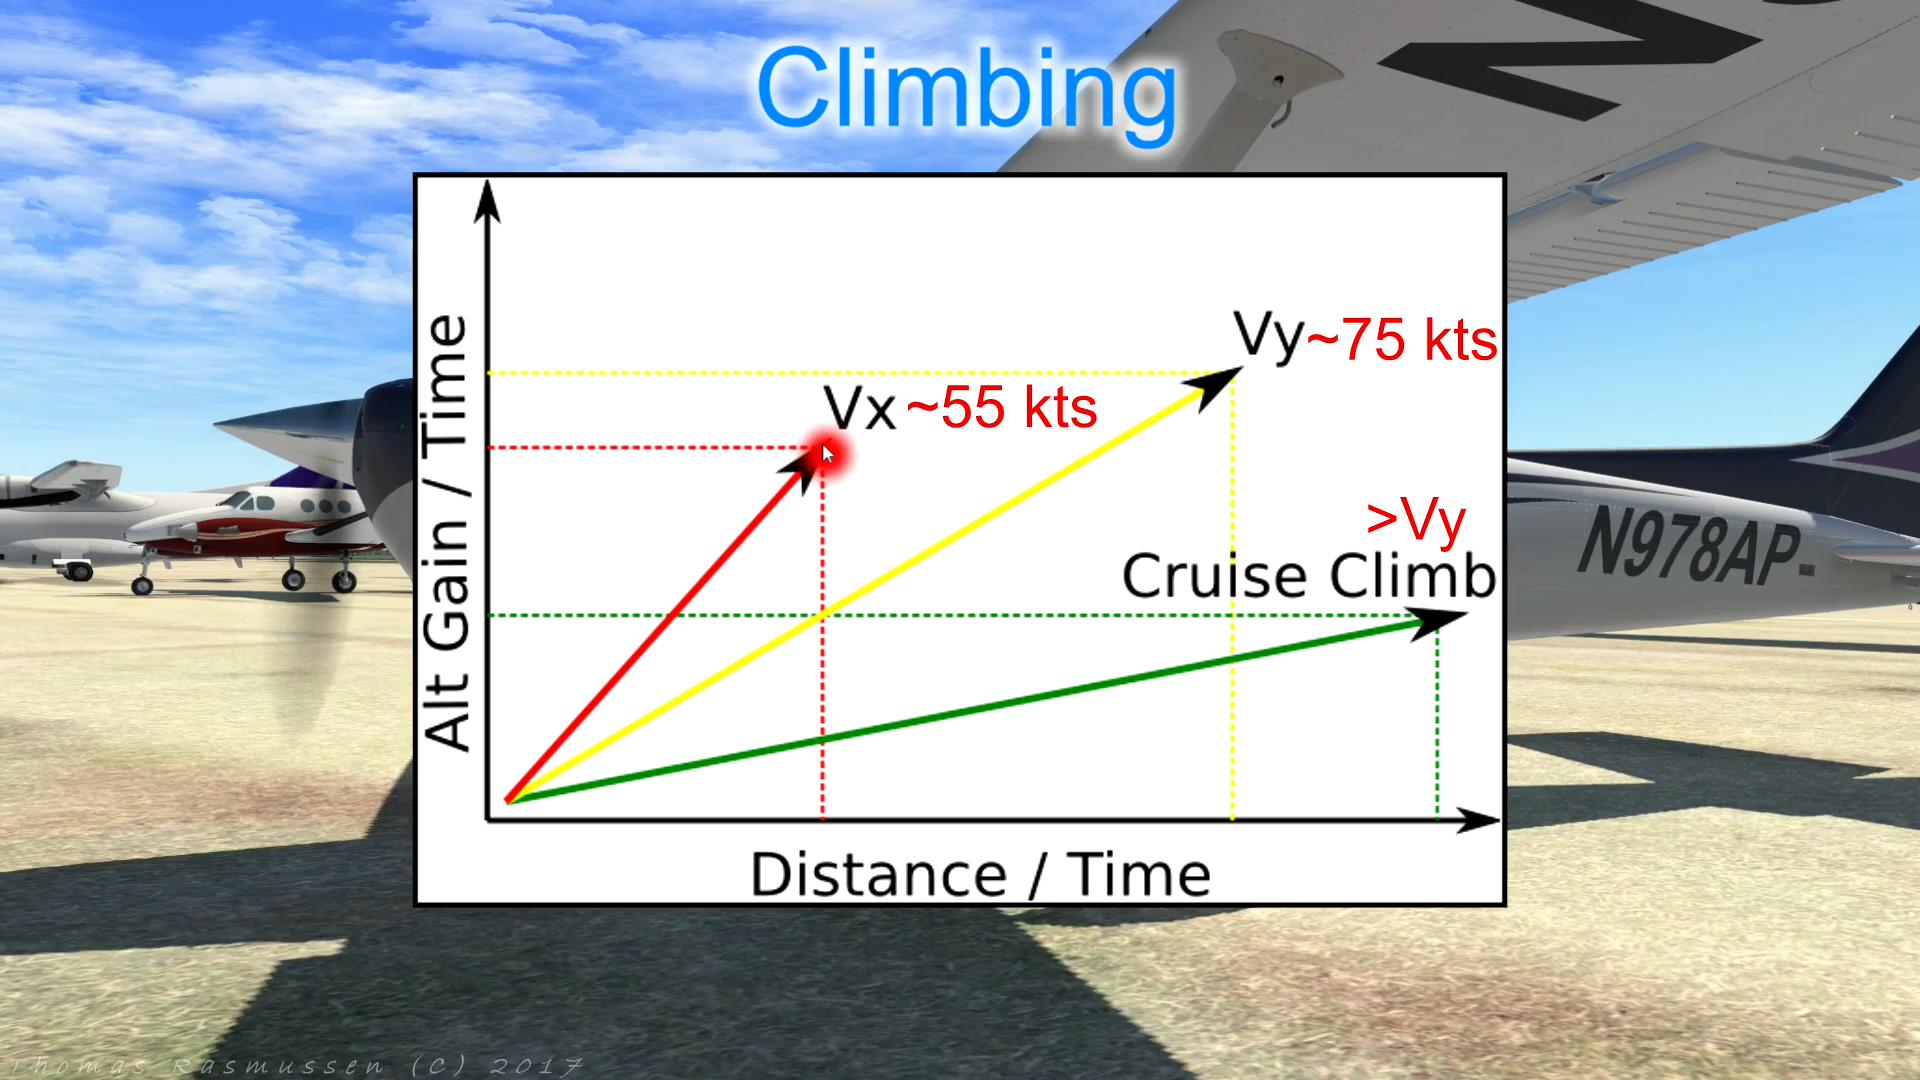 Climbing
Vy~75 kts
Vx ~55 kts
>Vy
Cruise Climb
Alt Gain / Time
Distance / Time
N
N978AP
Thomas Rasmussen (C) 2017